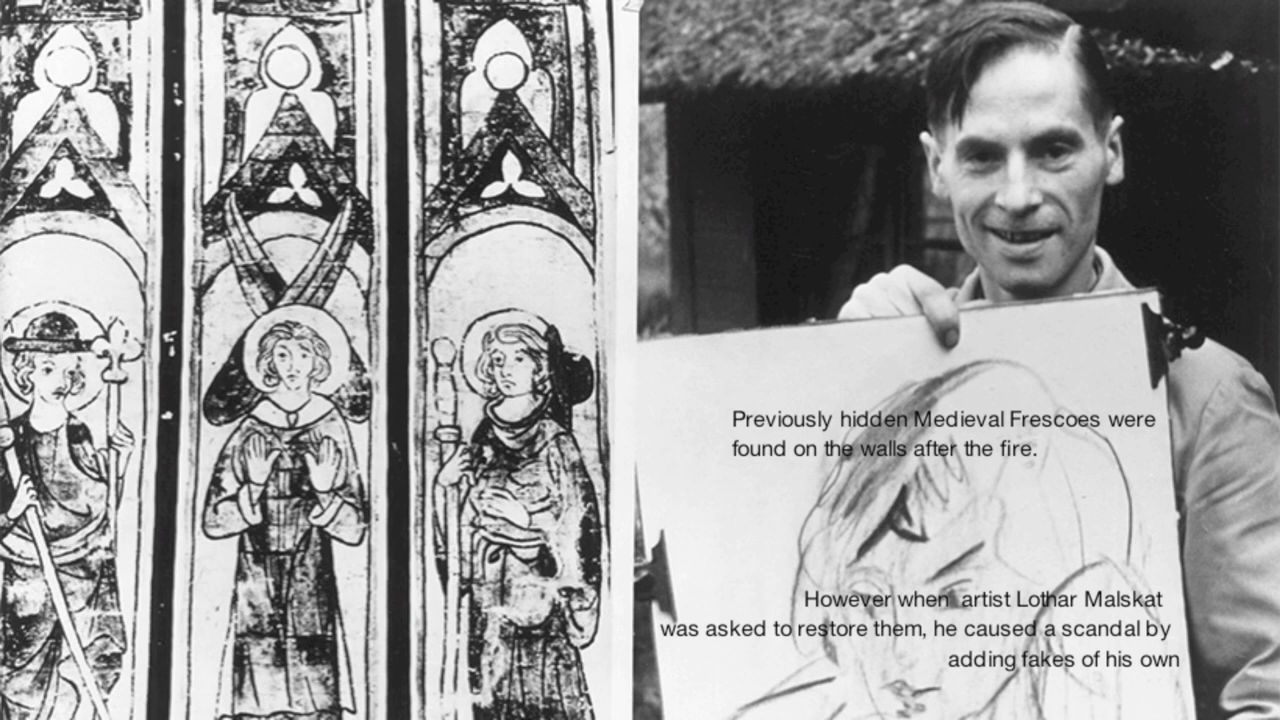 Previously hidden Medieval Frescoes were
found on the walls after the fire.
However when artist Lothar Malskat
was asked to restore them, he caused a scandal by
adding fakes of his own